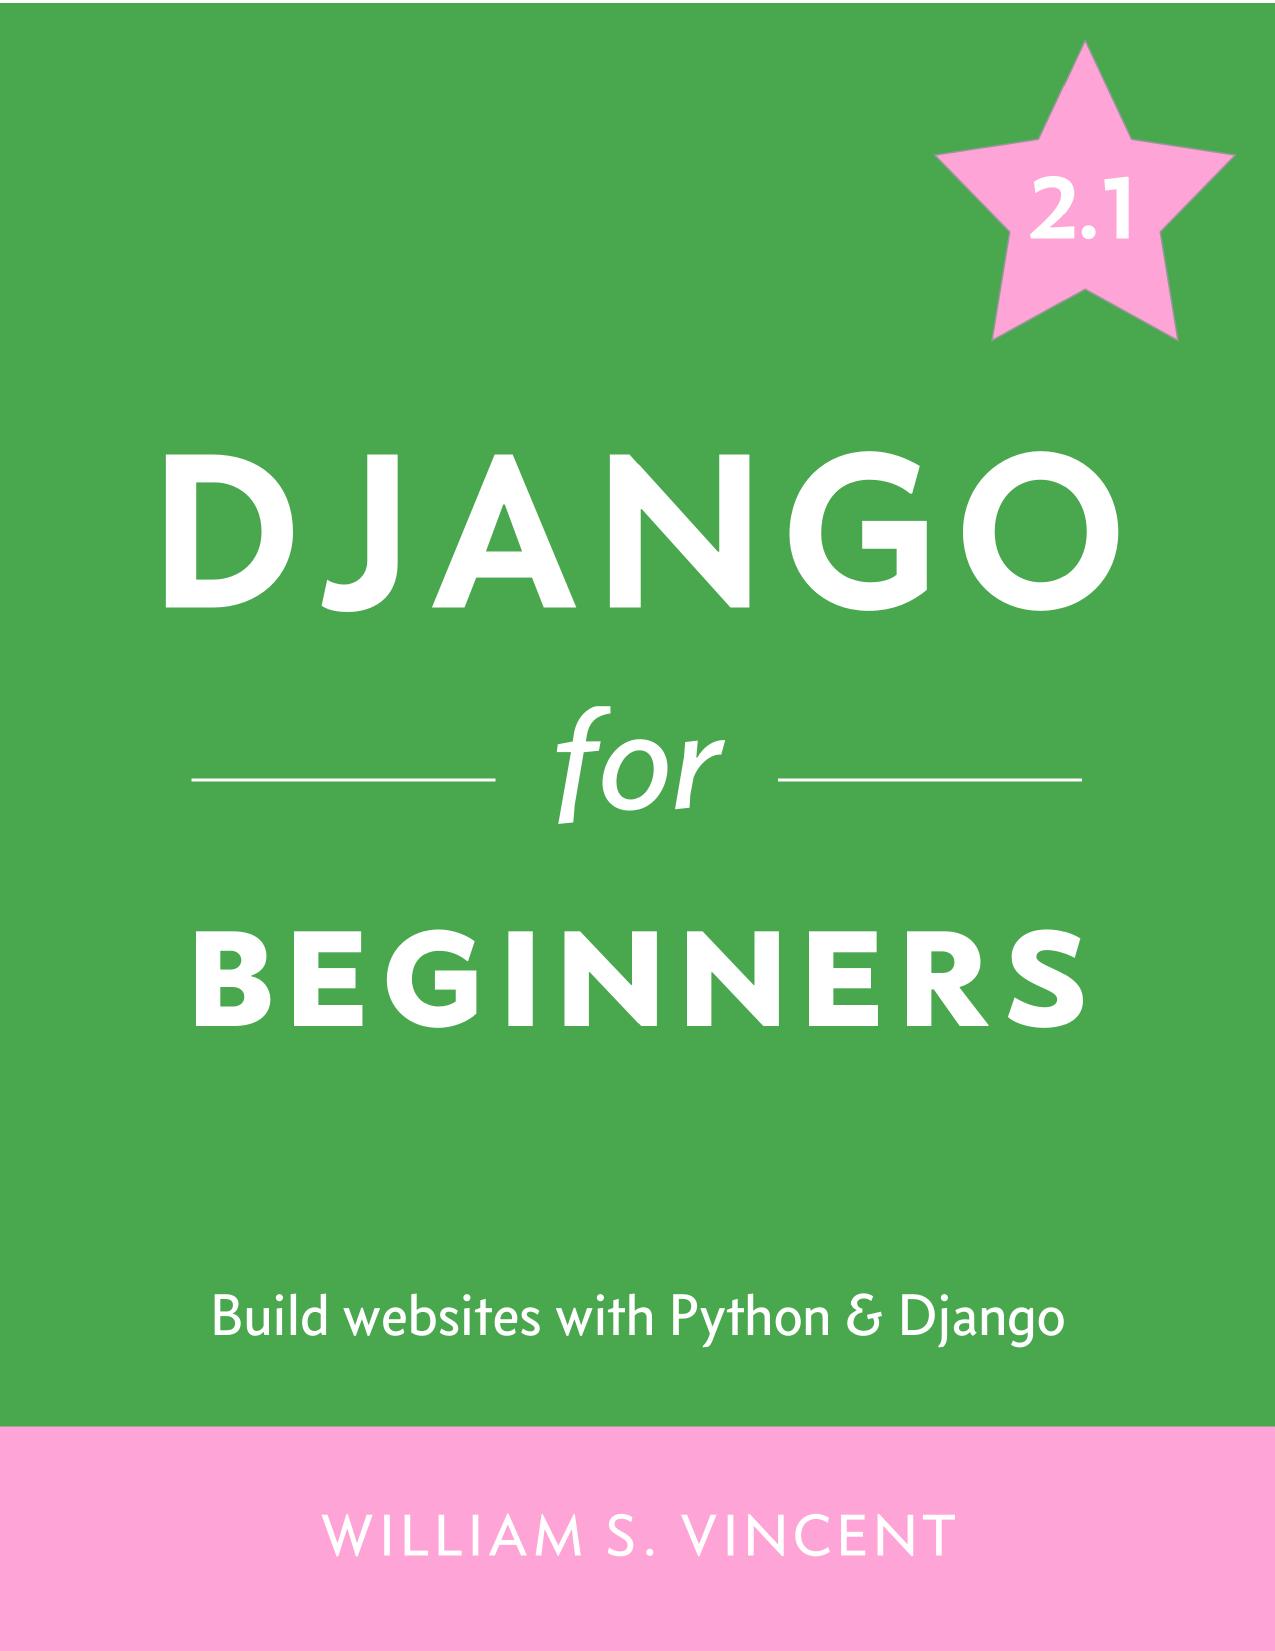 2.1
DJANGO
for
BEGINNERS
Build websites with Python & Django
WILLIAM S. VINCENT